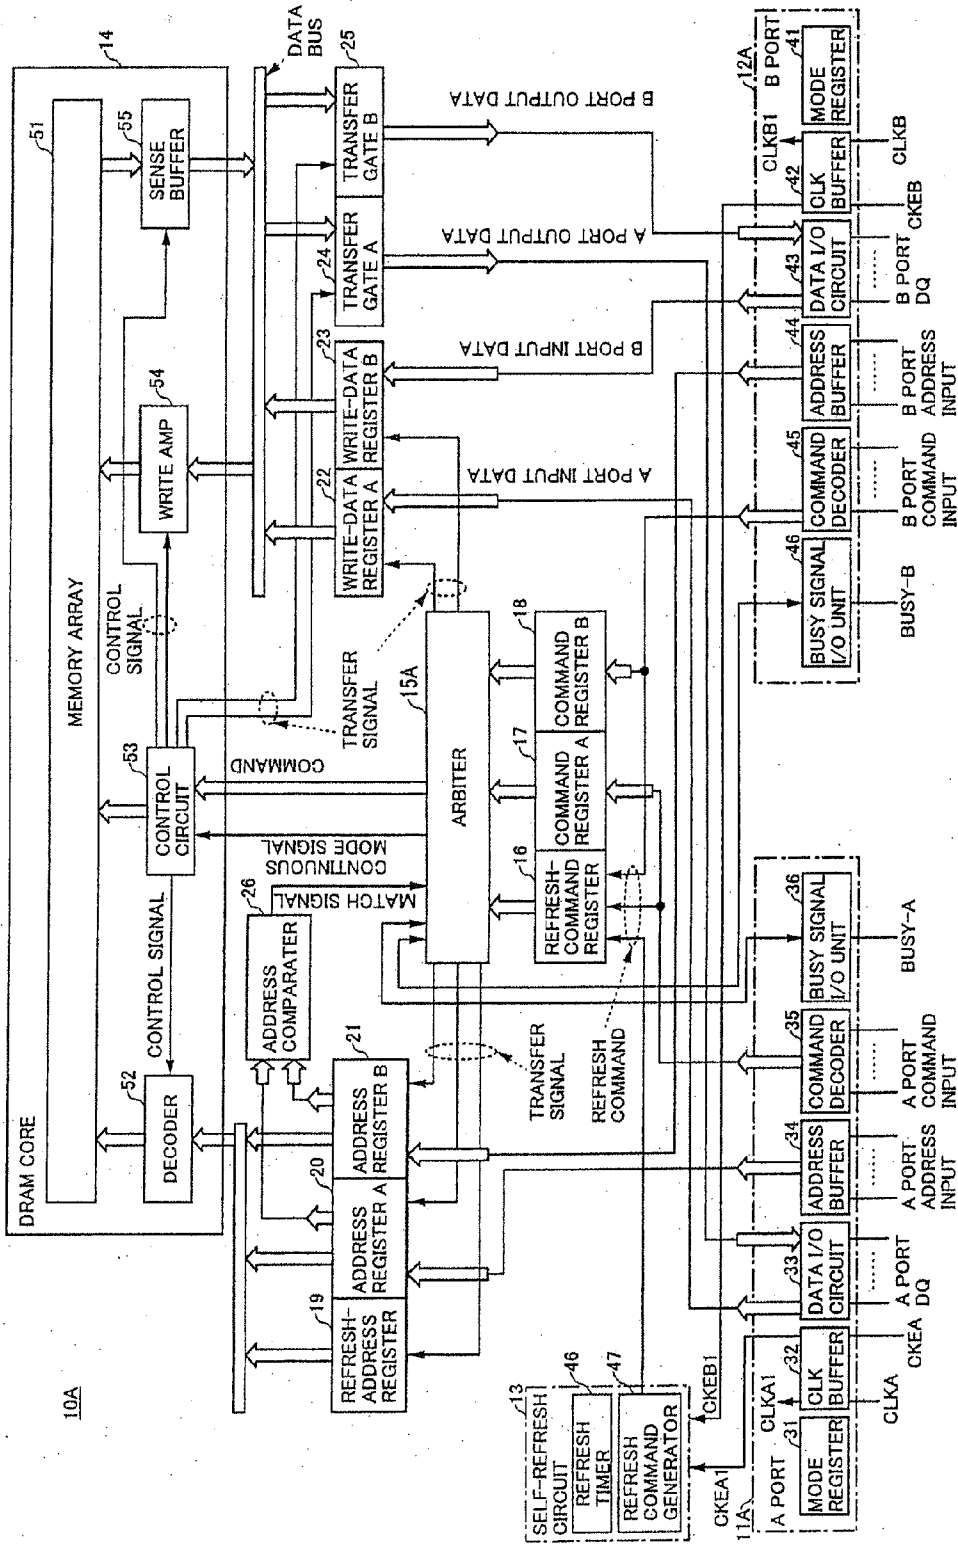 10A
DRAM CORE
14
MEMORY ARRAY
51
DECODER
52
CONTROL SIGNAL
CONTROL
CIRCUIT
53
CONTROL
SIGNAL
WRITE AMP
54
SENSE
BUFFER
55
DATA
BUS
REFRESH-
ADDRESS
REGISTER
19
ADDRESS
REGISTER A
20
ADDRESS
REGISTER B
21
ADDRESS
COMPARATER
26
MATCH SIGNAL
CONTINUOUS
MODE SIGNAL
COMMAND
TRANSFER
SIGNAL
WRITE-DATA
REGISTER A
22
WRITE-DATA
REGISTER B
23
TRANSFER
GATE A
24
TRANSFER
GATE B
25
ARBITER
15A
TRANSFER
SIGNAL
TRANSFER
SIGNAL
REFRESH
COMMAND
REFRESH-
COMMAND
REGISTER
16
COMMAND
REGISTER A
17
COMMAND
REGISTER B
18
A PORT INPUT DATA
B PORT INPUT DATA
A PORT OUTPUT DATA
B PORT OUTPUT DATA
SELF-REFRESH
CIRCUIT
13
REFRESH
TIMER
46
REFRESH
COMMAND
GENERATOR
47
CKEA1
CKEB1
11A
A PORT
MODE
REGISTER
31
CLKA1
CLK
BUFFER
32
DATA I/O
CIRCUIT
33
ADDRESS
BUFFER
34
COMMAND
DECODER
35
BUSY SIGNAL
I/O UNIT
36
CLKA
CKEA
A PORT
DQ
A PORT
ADDRESS
INPUT
A PORT
COMMAND
INPUT
BUSY-A
BUSY SIGNAL
I/O UNIT
46
COMMAND
DECODER
45
ADDRESS
BUFFER
44
DATA I/O
CIRCUIT
43
CLK
BUFFER
42
CLKB1
MODE
REGISTER
41
12A
B PORT
BUSY-B
B PORT
COMMAND
INPUT
B PORT
ADDRESS
INPUT
B PORT
DQ
CKEB
CLKB